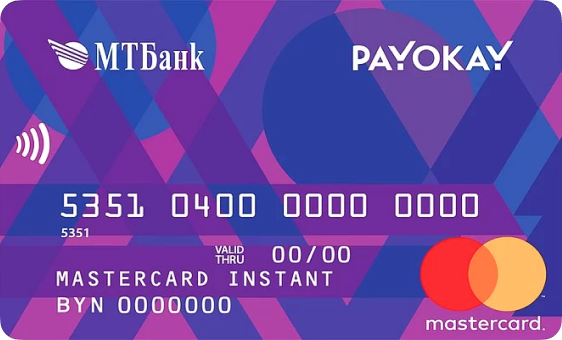 МТБанк PAYOKAY
5351 0400 0000 0000
5351
VALID THRU 00/00
MASTERCARD INSTANT
BYN 0000000
mastercard.